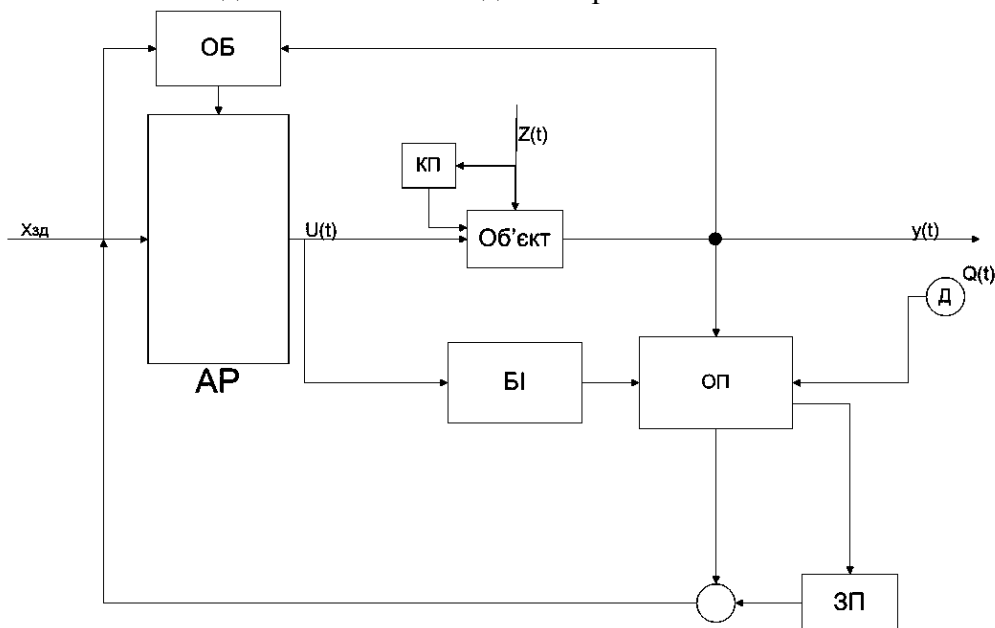 ОБ
Z(t)
КП
Xзд
U(t)
Об’єкт
y(t)
Q(t)
Д
АР
БІ
ОП
ЗП